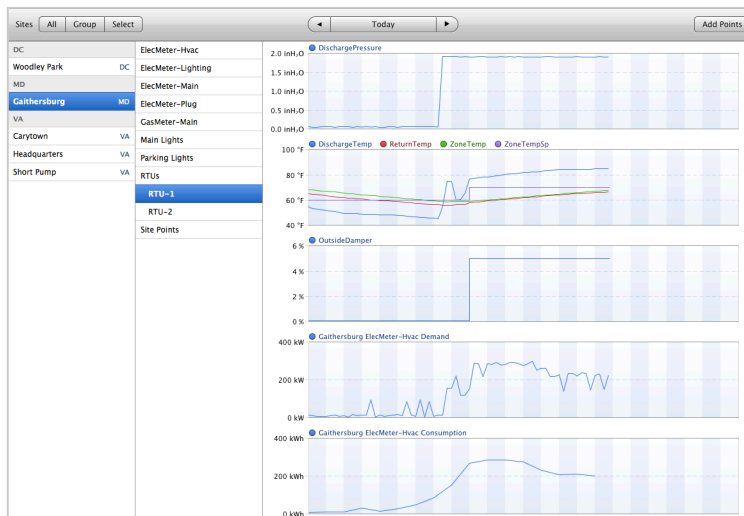 Sites All Group Select Today Add Points
DC
Woodley Park DC
MD
Gaithersburg MD
VA
Carytown VA
Headquarters VA
Short Pump VA
ElecMeter-Hvac
ElecMeter-Lighting
ElecMeter-Main
ElecMeter-Plug
GasMeter-Main
Main Lights
Parking Lights
RTUs
RTU-1
RTU-2
Site Points
DischargePressure
2.0 inH₂O
1.5 inH₂O
1.0 inH₂O
0.5 inH₂O
0.0 inH₂O
DischargeTemp ReturnTemp ZoneTemp ZoneTempSp
100 °F
80 °F
60 °F
40 °F
OutsideDamper
6 %
4 %
2 %
0 %
Gaithersburg ElecMeter-Hvac Demand
400 kW
200 kW
0 kW
Gaithersburg ElecMeter-Hvac Consumption
400 kWh
200 kWh
0 kWh